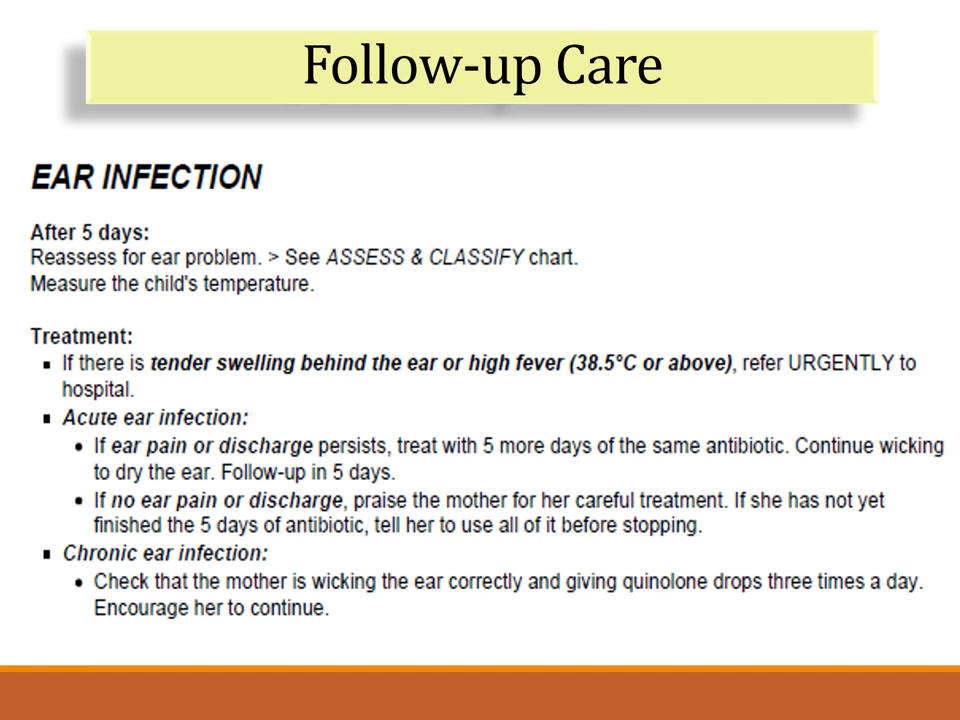 Follow-up Care
EAR INFECTION
After 5 days:
Reassess for ear problem. > See ASSESS & CLASSIFY chart.
Measure the child's temperature.
Treatment:
▪ If there is tender swelling behind the ear or high fever (38.5°C or above), refer URGENTLY to
hospital.
▪ Acute ear infection:
• If ear pain or discharge persists, treat with 5 more days of the same antibiotic. Continue wicking
to dry the ear. Follow-up in 5 days.
• If no ear pain or discharge, praise the mother for her careful treatment. If she has not yet
finished the 5 days of antibiotic, tell her to use all of it before stopping.
▪ Chronic ear infection:
• Check that the mother is wicking the ear correctly and giving quinolone drops three times a day.
Encourage her to continue.